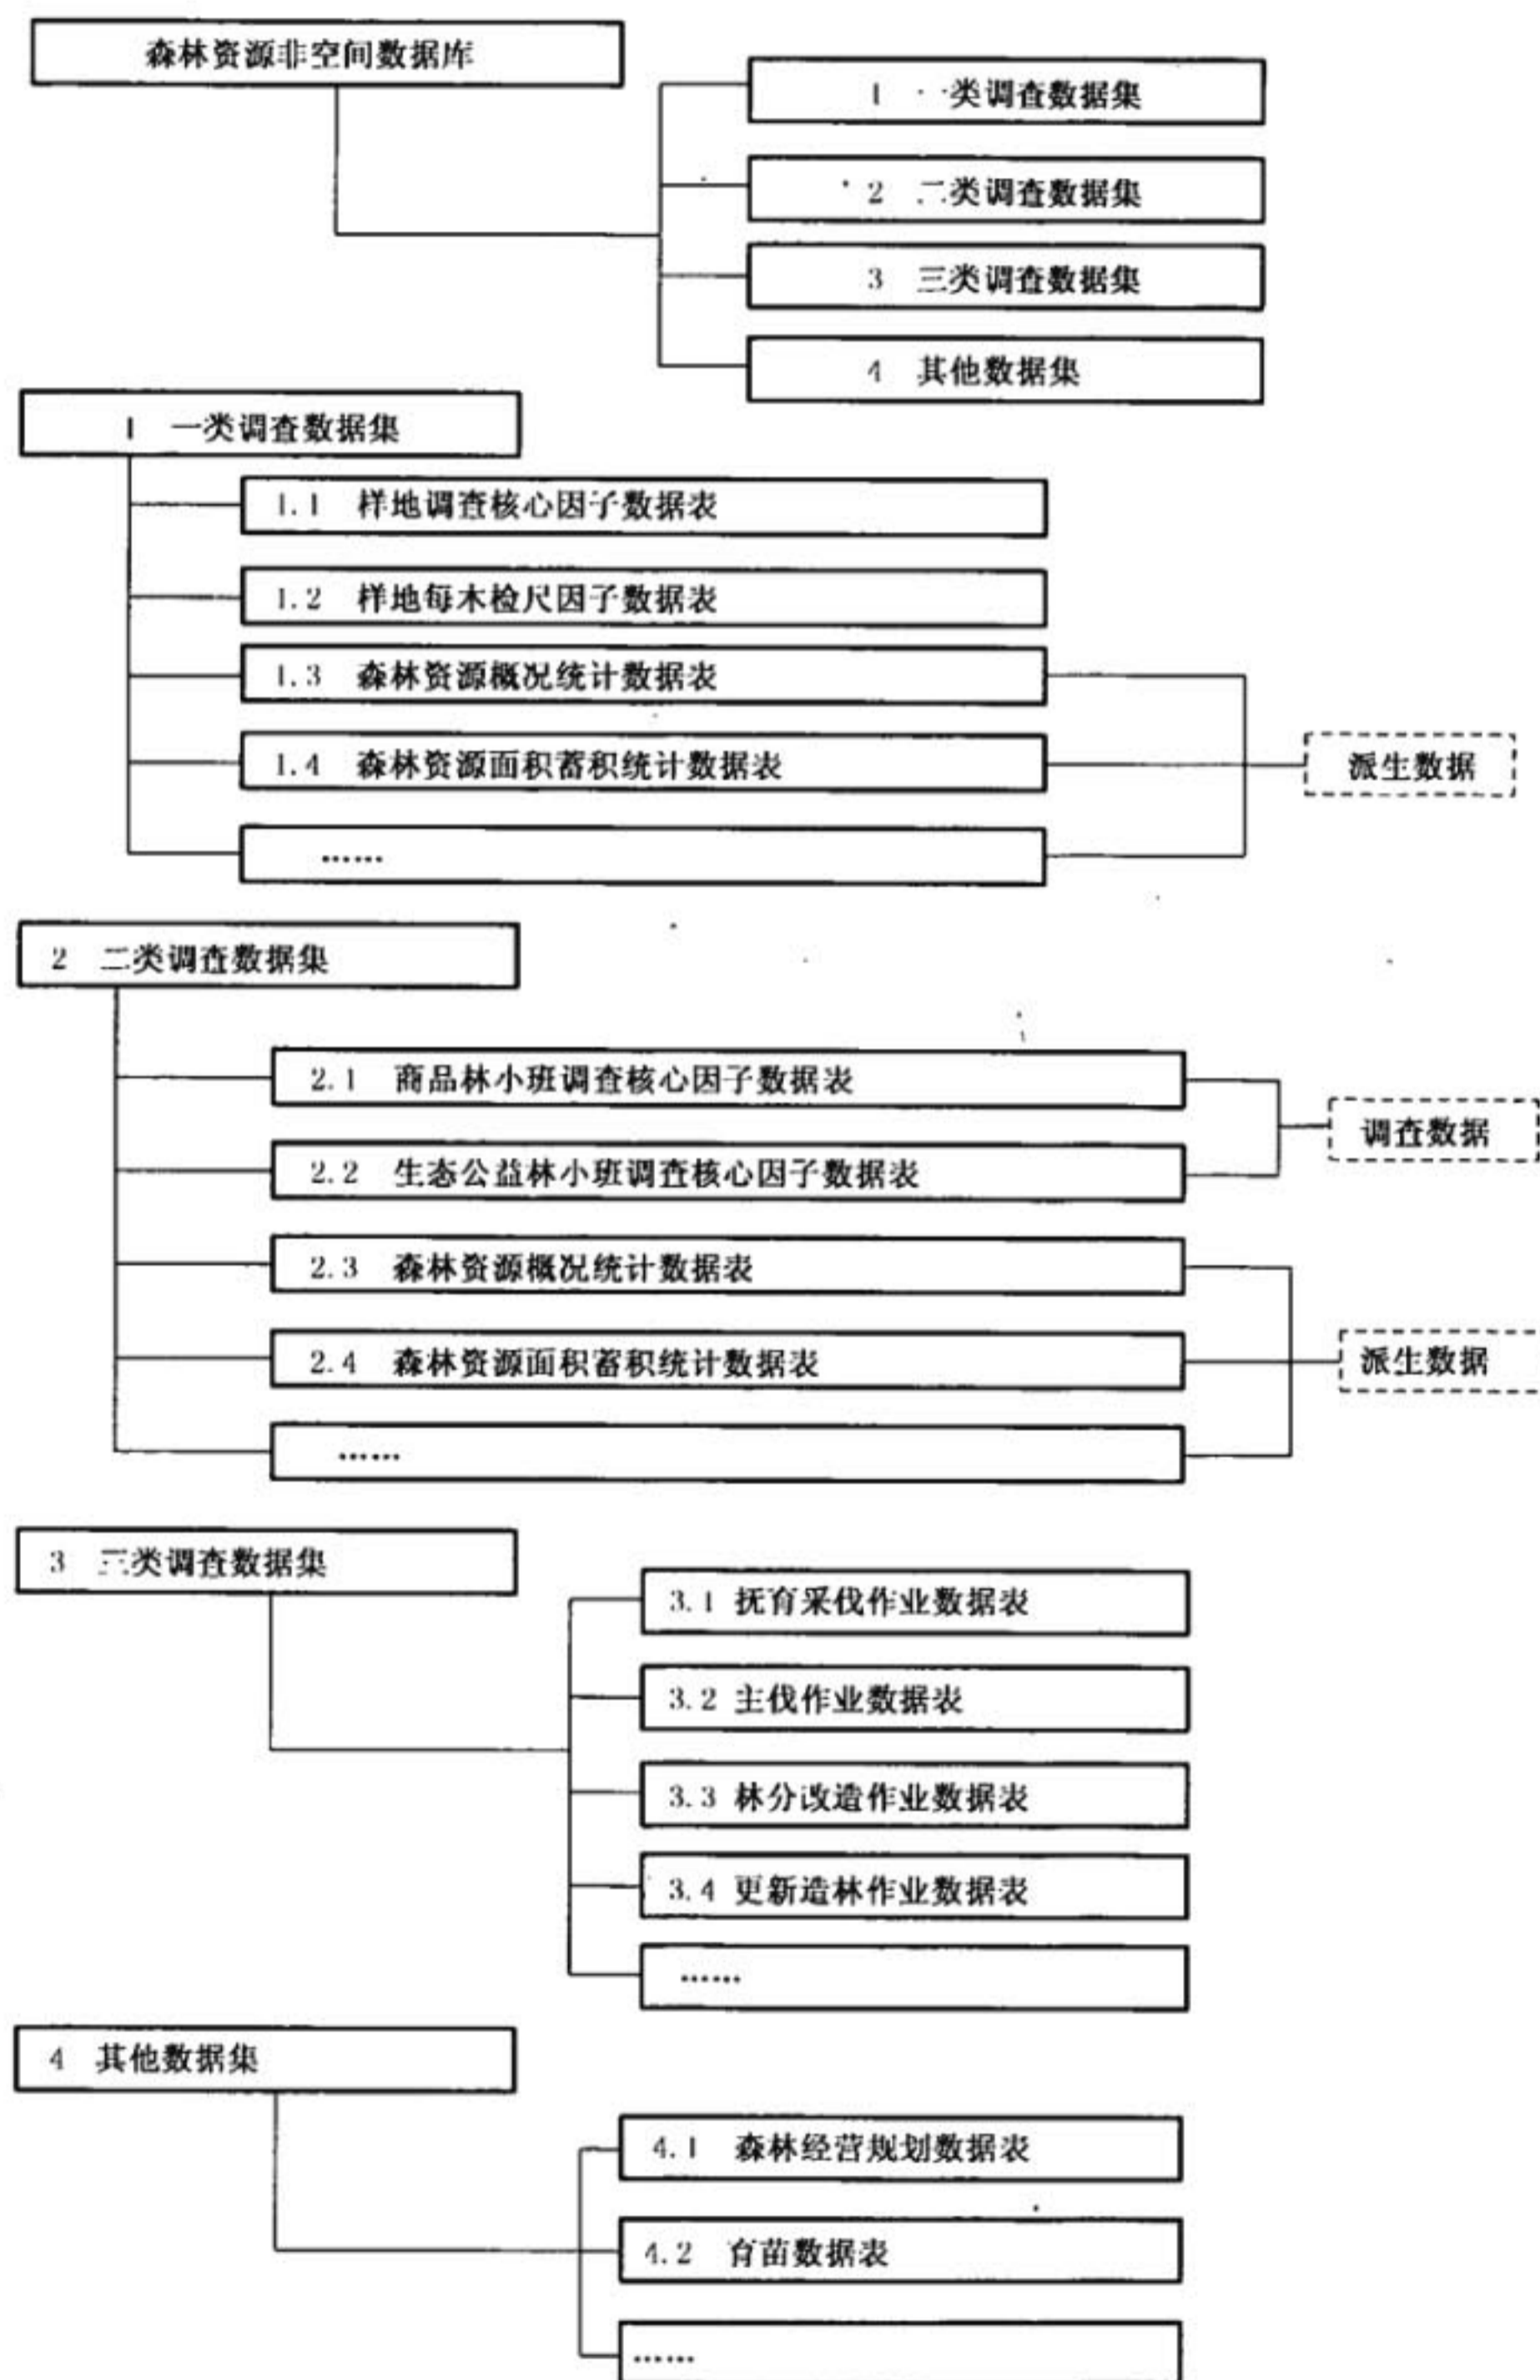 森林资源非空间数据库
1 一类调查数据集
2 二类调查数据集
3 三类调查数据集
4 其他数据集
1 一类调查数据集
1.1 样地调查核心因子数据表
1.2 样地每木检尺因子数据表
1.3 森林资源概况统计数据表
1.4 森林资源面积蓄积统计数据表
派生数据
……
2 二类调查数据集
2.1 商品林小班调查核心因子数据表
调查数据
2.2 生态公益林小班调查核心因子数据表
2.3 森林资源概况统计数据表
2.4 森林资源面积蓄积统计数据表
派生数据
……
3 三类调查数据集
3.1 抚育采伐作业数据表
3.2 主伐作业数据表
3.3 林分改造作业数据表
3.4 更新造林作业数据表
……
4 其他数据集
4.1 森林经营规划数据表
4.2 育苗数据表
……